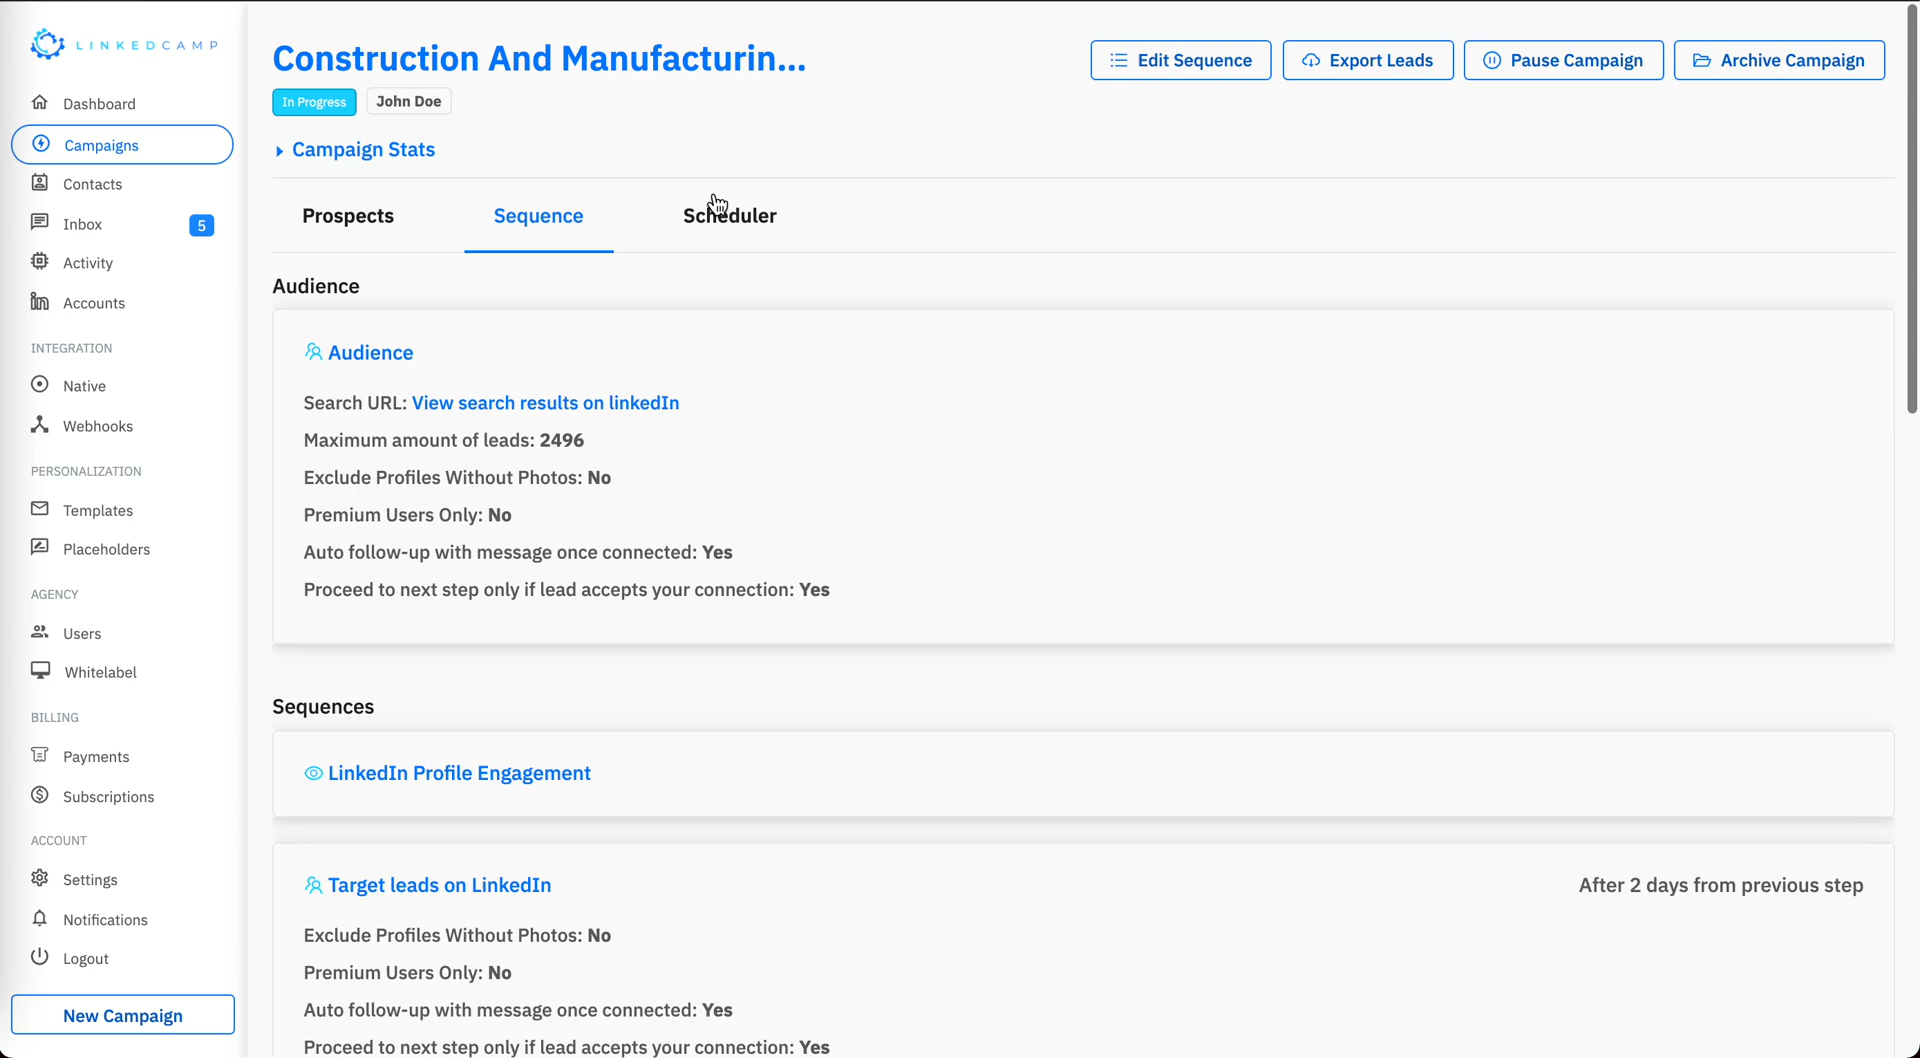 LINKEDCAMP
Dashboard
Campaigns
Contacts
Inbox 5
Activity
Accounts
INTEGRATION
Native
Webhooks
PERSONALIZATION
Templates
Placeholders
AGENCY
Users
Whitelabel
BILLING
Payments
Subscriptions
ACCOUNT
Settings
Notifications
Logout
New Campaign
Construction And Manufacturin...
Edit Sequence
Export Leads
Pause Campaign
Archive Campaign
In Progress
John Doe
Campaign Stats
Prospects
Sequence
Scheduler
Audience
Audience
Search URL: View search results on linkedIn
Maximum amount of leads: 2496
Exclude Profiles Without Photos: No
Premium Users Only: No
Auto follow-up with message once connected: Yes
Proceed to next step only if lead accepts your connection: Yes
Sequences
LinkedIn Profile Engagement
Target leads on LinkedIn
After 2 days from previous step
Exclude Profiles Without Photos: No
Premium Users Only: No
Auto follow-up with message once connected: Yes
Proceed to next step only if lead accepts your connection: Yes